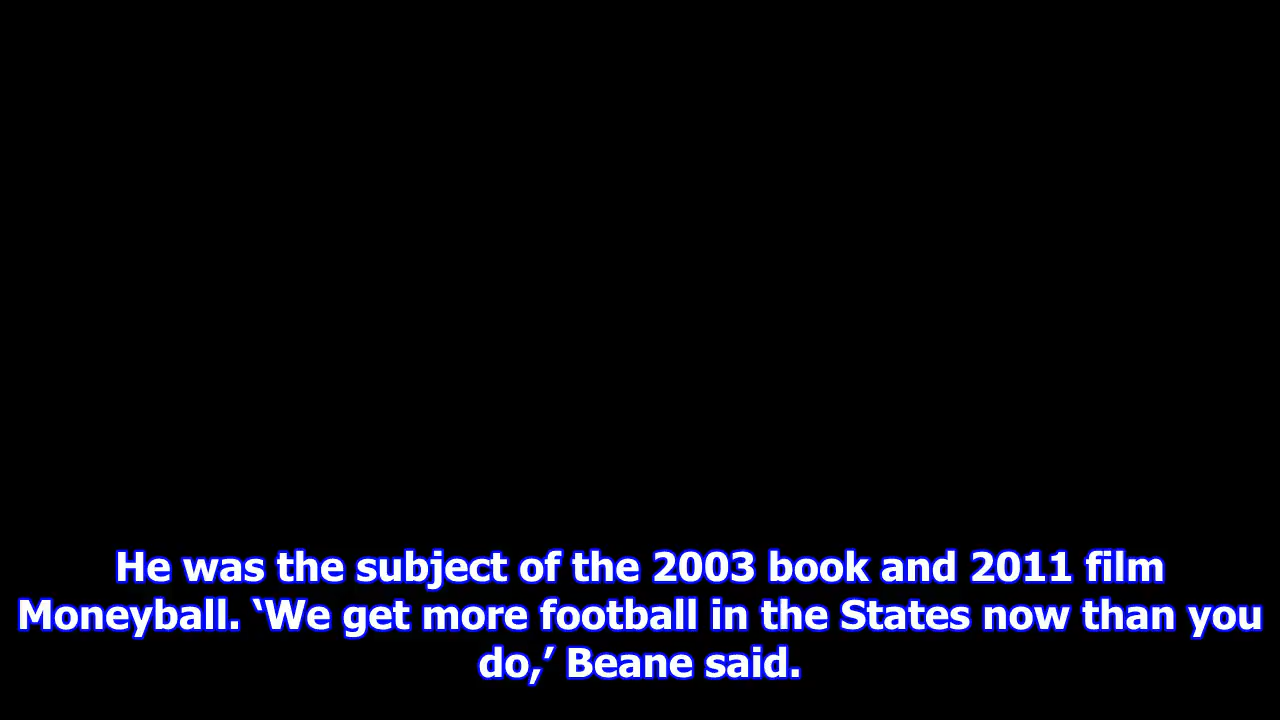 He was the subject of the 2003 book and 2011 film
Moneyball. ‘We get more football in the States now than you
do,’ Beane said.